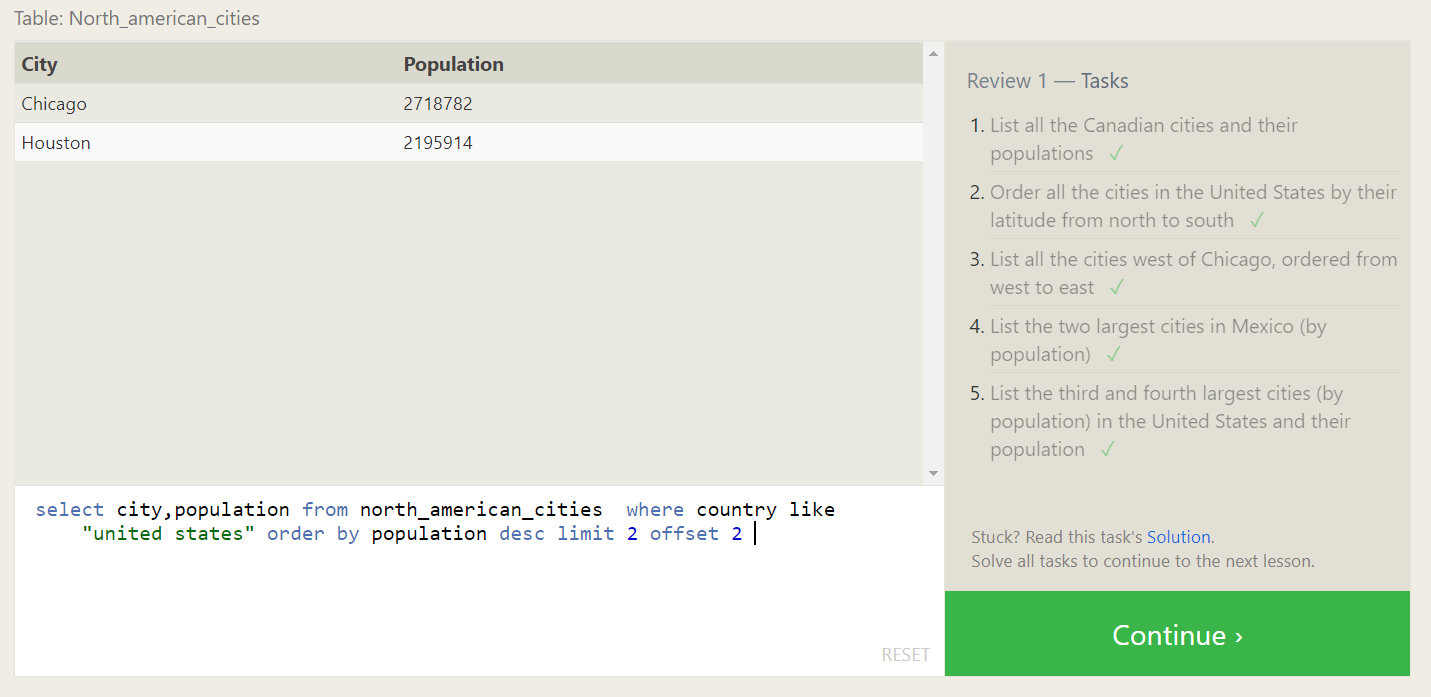 Table: North_american_cities
City Population
Chicago 2718782
Houston 2195914
select city,population from north_american_cities  where country like
"united states" order by population desc limit 2 offset 2
RESET
Review 1 — Tasks
1. List all the Canadian cities and their
populations ✓
2. Order all the cities in the United States by their
latitude from north to south ✓
3. List all the cities west of Chicago, ordered from
west to east ✓
4. List the two largest cities in Mexico (by
population) ✓
5. List the third and fourth largest cities (by
population) in the United States and their
population ✓
Stuck? Read this task's Solution.
Solve all tasks to continue to the next lesson.
Continue ›